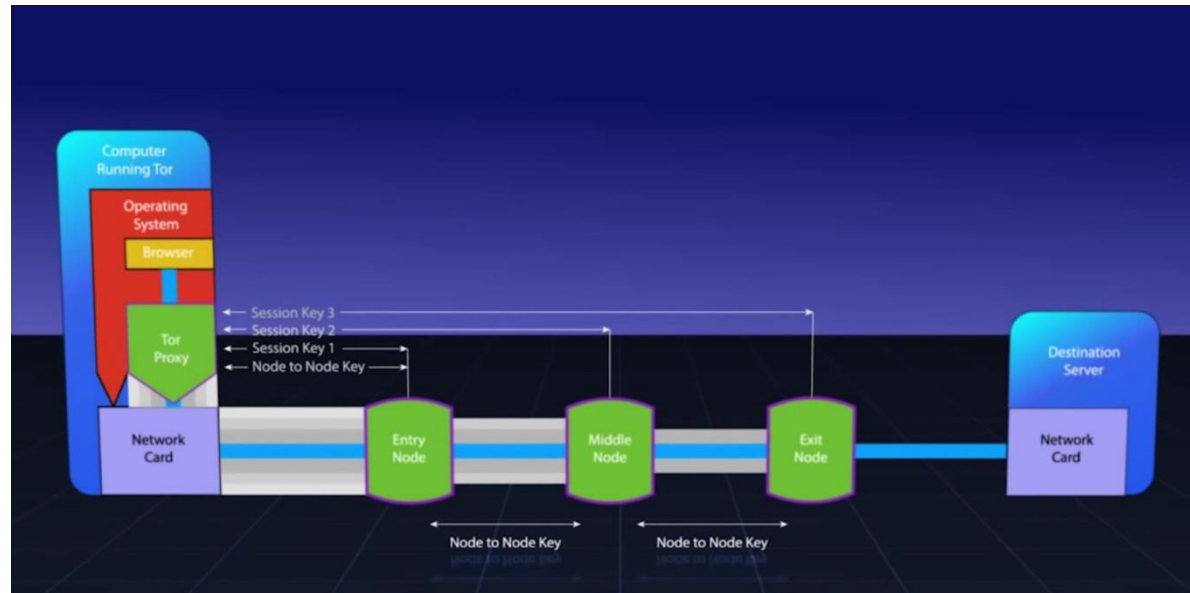 Computer
Running Tor
Operating
System
Browser
Tor
Proxy
Session Key 3
Session Key 2
Session Key 1
Node to Node Key
Network
Card
Entry
Node
Middle
Node
Exit
Node
Destination
Server
Network
Card
Node to Node Key
Node to Node Key